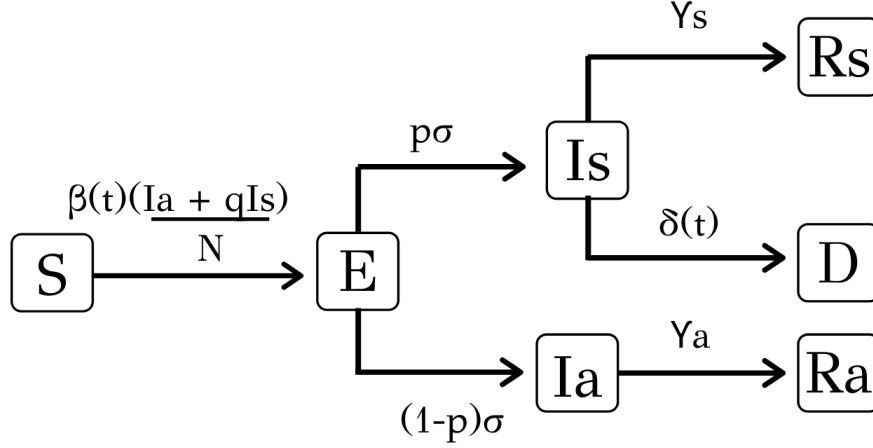 γs
Rs
pσ
Is
β(t)(Ia + qIs)
N
S
E
δ(t)
D
γa
Ia
Ra
(1-p)σ